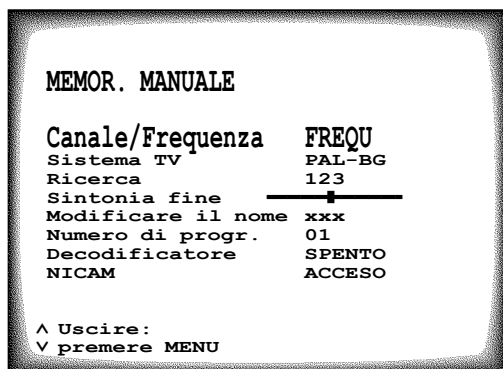 MEMOR. MANUALE
Canale/Frequenza FREQU
Sistema TV PAL-BG
Ricerca 123
Sintonia fine
Modificare il nome xxx
Numero di progr. 01
Decodificatore SPENTO
NICAM ACCESO
∧ Uscire:
∨ premere MENU